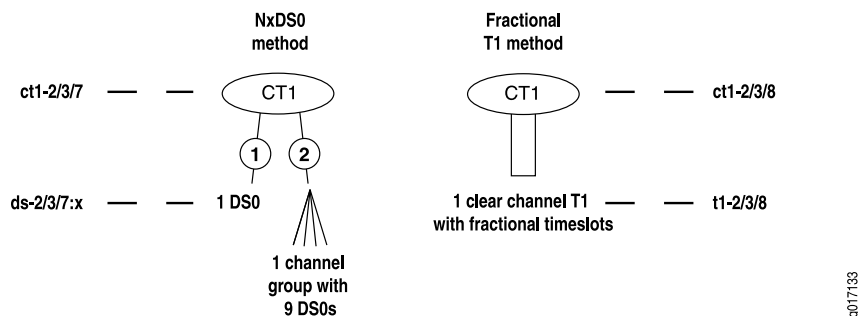 NxDS0
method
Fractional
T1 method
ct1-2/3/7
CT1
CT1
ct1-2/3/8
1
2
ds-2/3/7:x
1 DS0
1 clear channel T1
with fractional timeslots
t1-2/3/8
1 channel
group with
9 DS0s
g017133